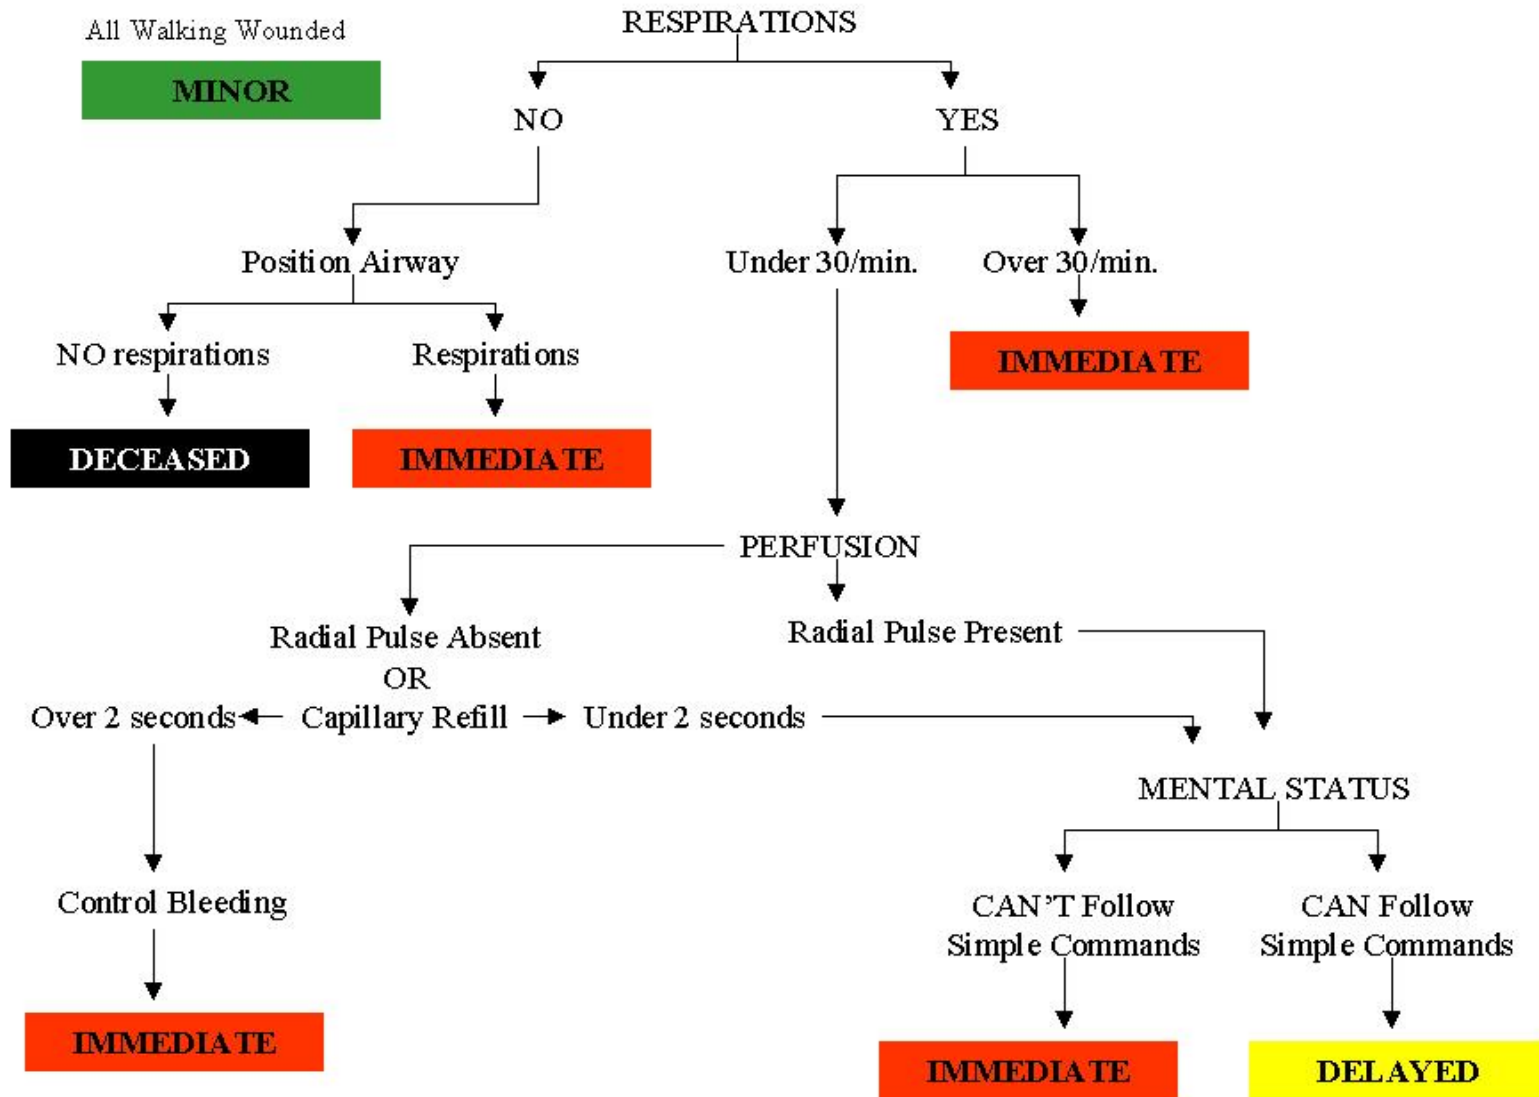 All Walking Wounded
MINOR
RESPIRATIONS
NO
YES
Position Airway
Under 30/min.
Over 30/min.
NO respirations
Respirations
IMMEDIATE
DECEASED
IMMEDIATE
PERFUSION
Radial Pulse Absent
OR
Radial Pulse Present
Over 2 seconds
Capillary Refill
Under 2 seconds
MENTAL STATUS
Control Bleeding
CAN'T Follow
Simple Commands
CAN Follow
Simple Commands
IMMEDIATE
IMMEDIATE
DELAYED